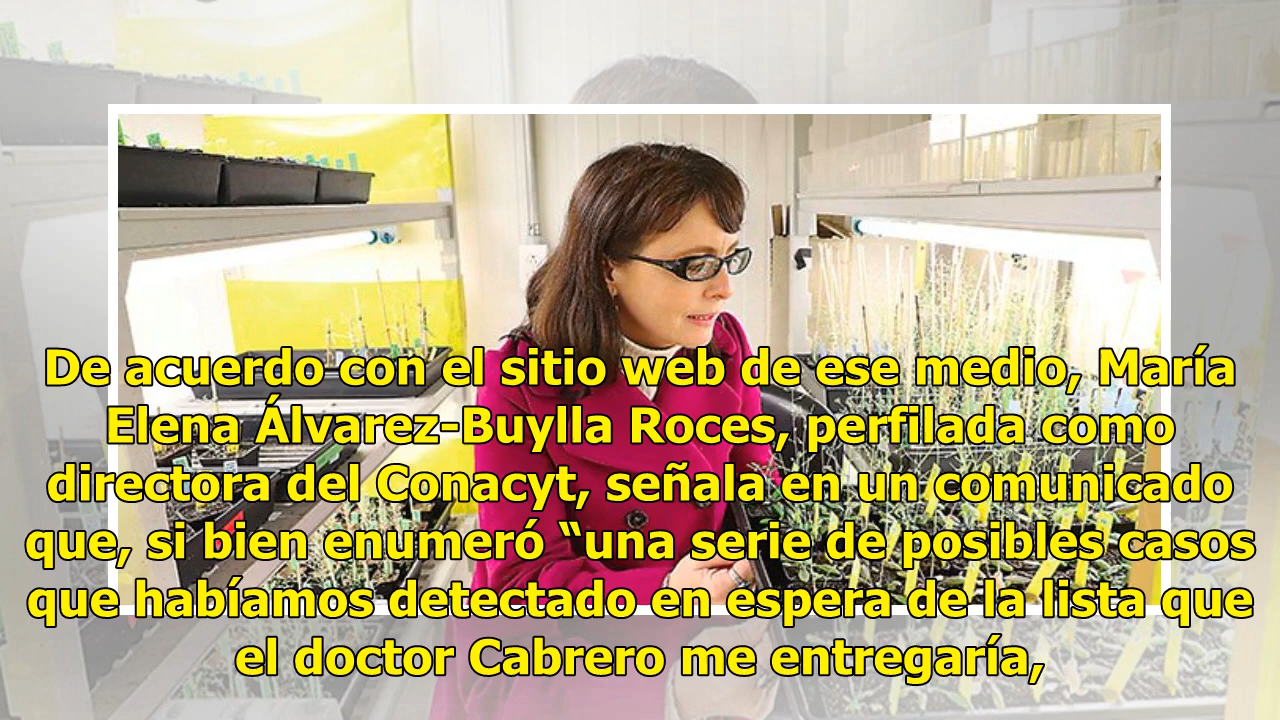 De acuerdo con el sitio web de ese medio, María
Elena Álvarez-Buylla Roces, perfilada como
directora del Conacyt, señala en un comunicado
que, si bien enumeró “una serie de posibles casos
que habíamos detectado en espera de la lista que
el doctor Cabrero me entregaría,